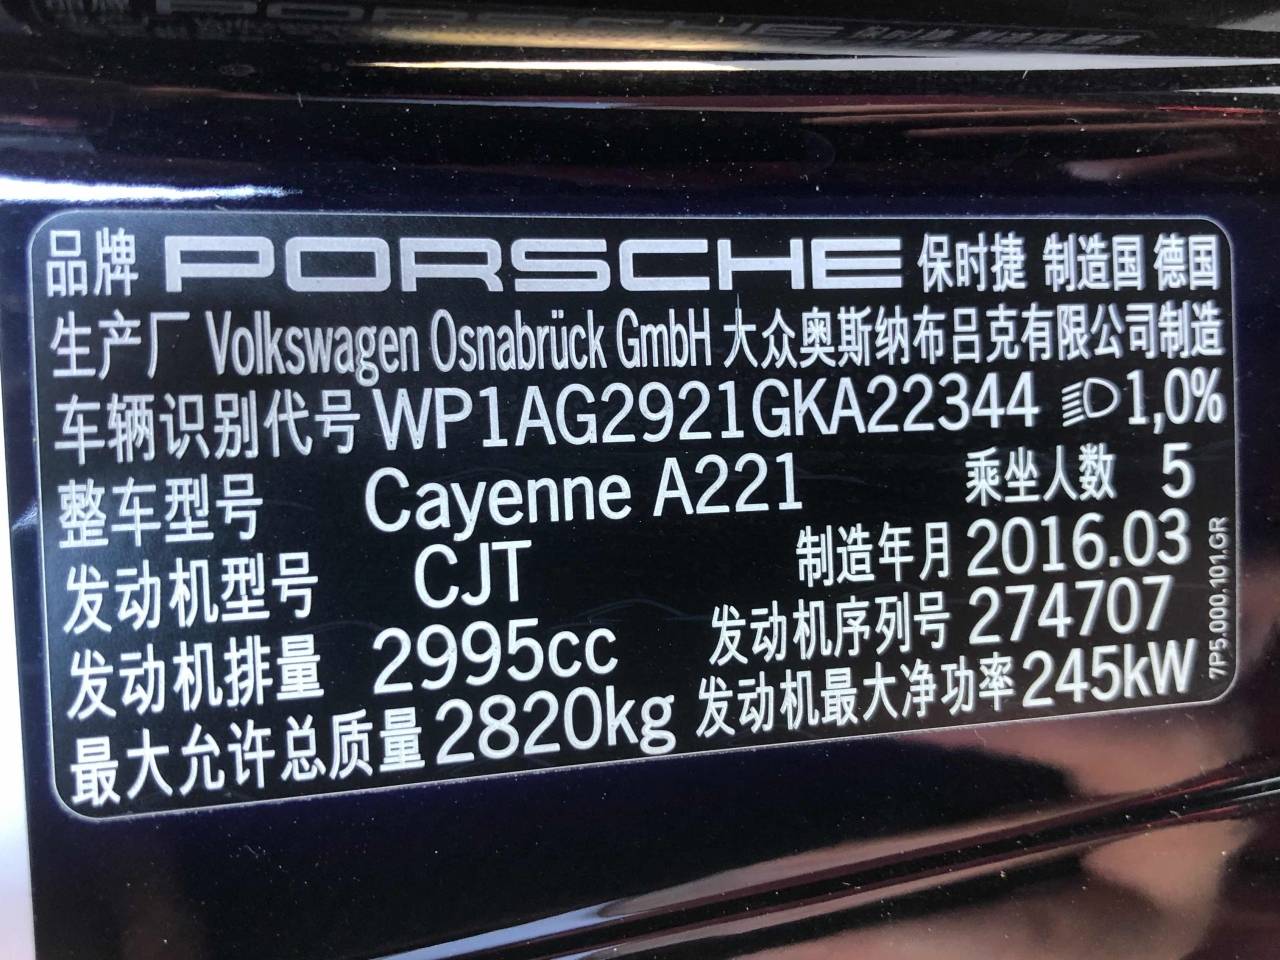 品牌 PORSCHE 保时捷 制造国 德国
生产厂 Volkswagen Osnabrück GmbH 大众奥斯纳布吕克有限公司制造
车辆识别代号 WP1AG2921GKA22344 1,0%
整车型号 Cayenne A221 乘坐人数 5
发动机型号 CJT 制造年月 2016.03
发动机排量 2995cc 发动机序列号 274707
最大允许总质量 2820kg 发动机最大净功率 245kW
7P5.000.101.GR